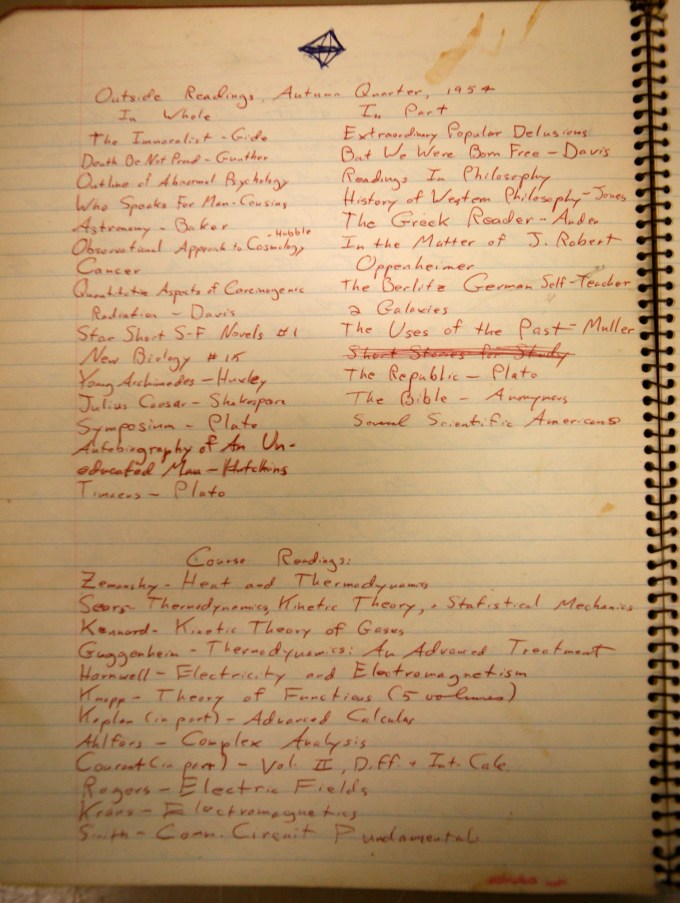 Outside Readings, Autumn Quarter, 1954
In Whole
The Immoralist - Gide
Death Be Not Proud - Gunther
Outline of Abnormal Psychology
Who Speaks For Man - Cousins
Astronomy - Baker
Observational Approach to Cosmology - Hubble
Cancer
Quantitative Aspects of Carcinogenic
Radiation - Davis
Star Short S-F Novels #1
New Biology #15
Young Archimedes - Huxley
Julius Caesar - Shakespeare
Symposium - Plato
Autobiography of An Un-
educated Man - Hutchins
Timaeus - Plato
In Part
Extraordinary Popular Delusions
But We Were Born Free - Davis
Readings In Philosophy
History of Western Philosophy - Jones
The Greek Reader - Auden
In the Matter of J. Robert
Oppenheimer
The Berlitz German Self-Teacher
2 Galaxies
The Uses of the Past - Muller
Short Stories for Study
The Republic - Plato
The Bible - Anonymous
Several Scientific Americans
Course Readings:
Zemansky - Heat and Thermodynamics
Sears - Thermodynamics, Kinetic Theory, + Statistical Mechanics
Kennard - Kinetic Theory of Gases
Guggenheim - Thermodynamics: An Advanced Treatment
Harnwell - Electricity and Electromagnetism
Knopp - Theory of Functions (5 volumes)
Kaplan (in part) - Advanced Calculus
Ahlfors - Complex Analysis
Courant (in part) - Vol. II, Diff. + Int. Calc.
Rogers - Electric Fields
Kraus - Electromagnetics
Smith - Comm. Circuit Fundamentals